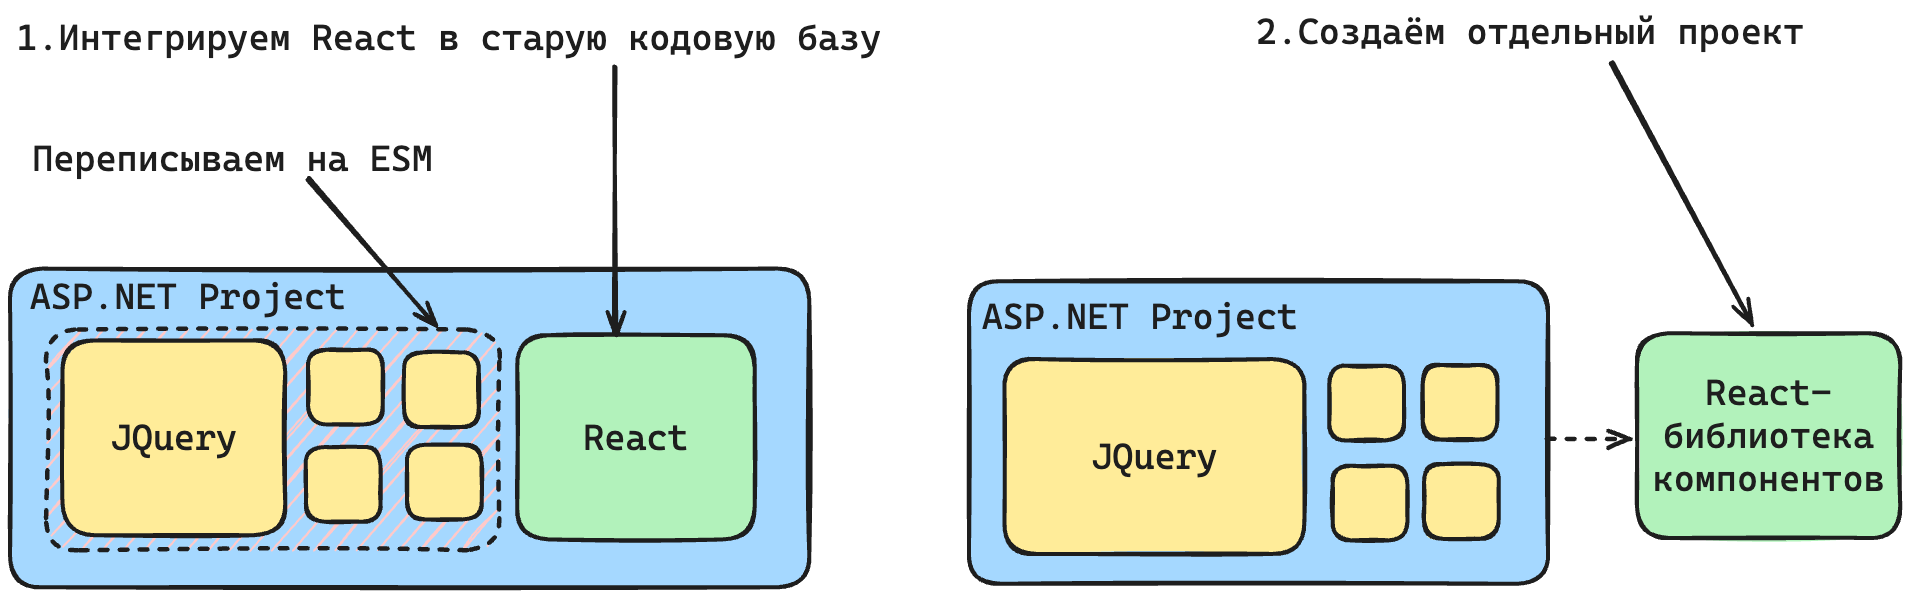 1.Интегрируем React в старую кодовую базу
Переписываем на ESM
ASP.NET Project
JQuery
React
2.Создаём отдельный проект
ASP.NET Project
JQuery
React-
библиотека
компонентов